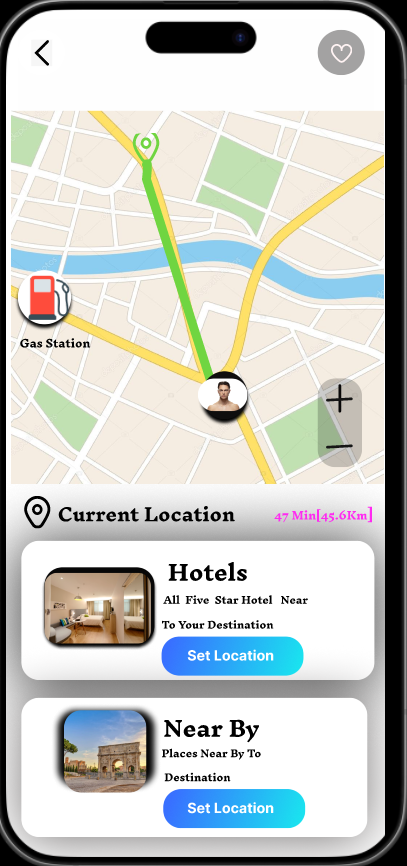 Gas Station
Current Location
47 Min[45.6Km]
Hotels
All Five Star Hotel Near
To Your Destination
Set Location
Near By
Places Near By To
Destination
Set Location